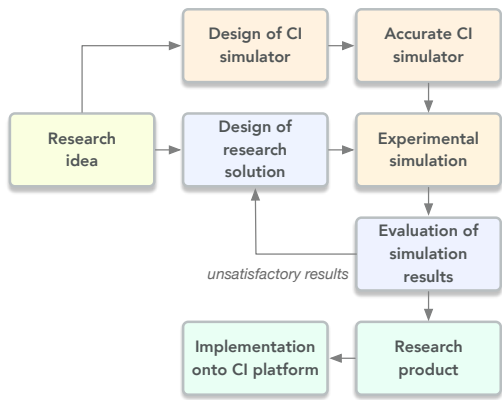 Design of CI
simulator
Accurate CI
simulator
Research
idea
Design of
research
solution
Experimental
simulation
Evaluation of
simulation
results
unsatisfactory results
Implementation
onto CI platform
Research
product